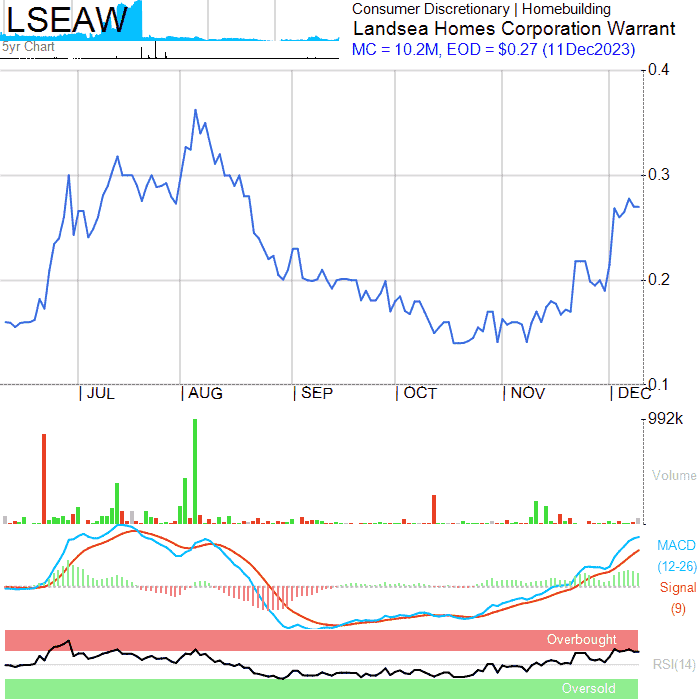 LSEAW
5yr Chart
Consumer Discretionary | Homebuilding
Landsea Homes Corporation Warrant
MC = 10.2M, EOD = $0.27 (11Dec2023)
0.4
0.3
0.2
0.1
| JUL | AUG | SEP | OCT | NOV | DEC
992k
Volume
MACD
(12-26)
Signal
(9)
Overbought
RSI(14)
Oversold